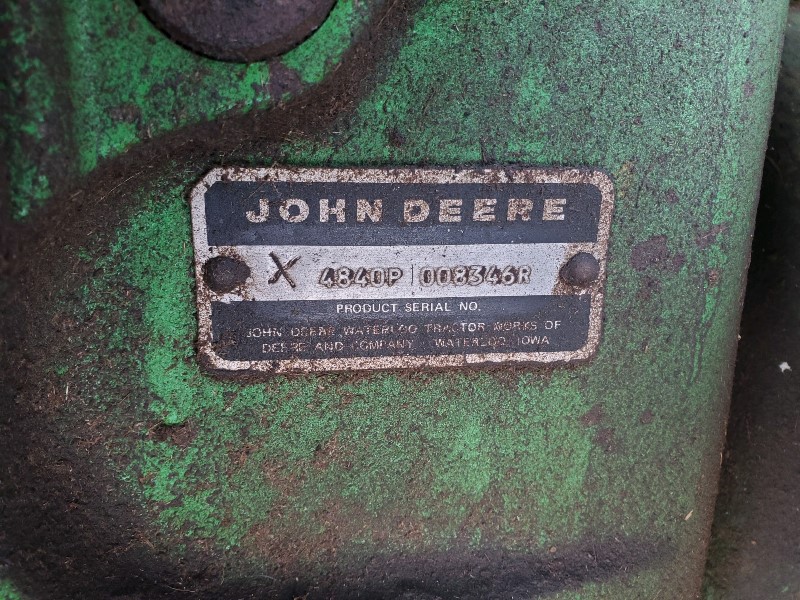 JOHN DEERE
X 4840P 008346R
PRODUCT SERIAL NO.
JOHN DEERE WATERLOO TRACTOR WORKS OF
DEERE AND COMPANY WATERLOO, IOWA